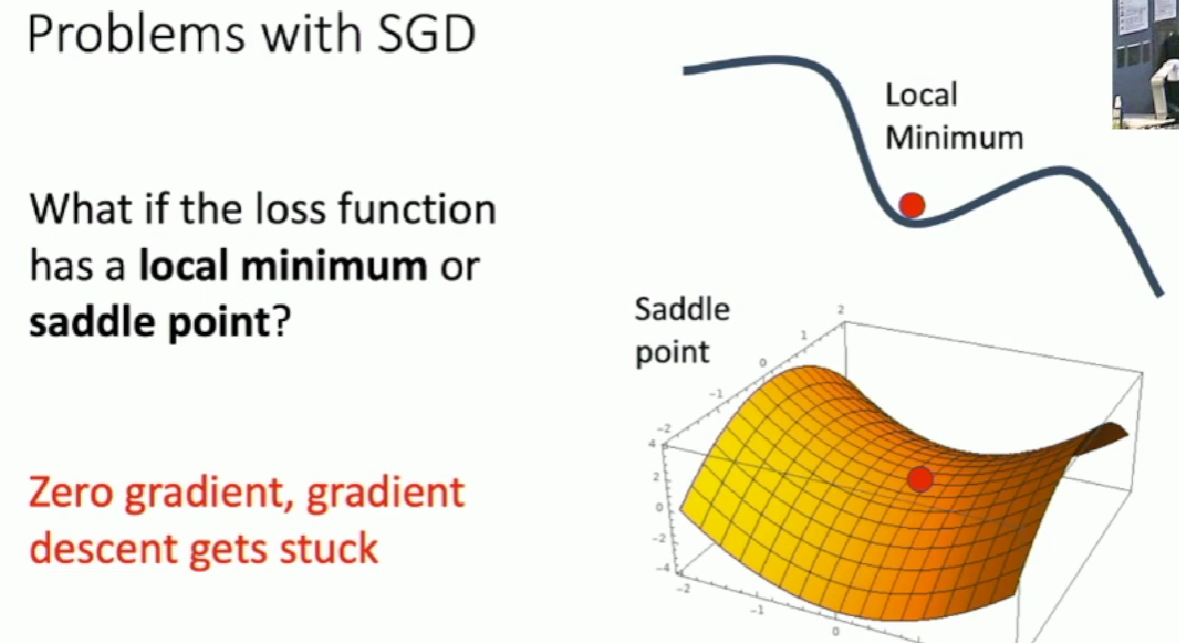 Problems with SGD
Local
Minimum
What if the loss function
has a local minimum or
saddle point?
Saddle
point
Zero gradient, gradient
descent gets stuck
2
1
0
-1
-2
4
2
0
-2
-4
-2
-1
0